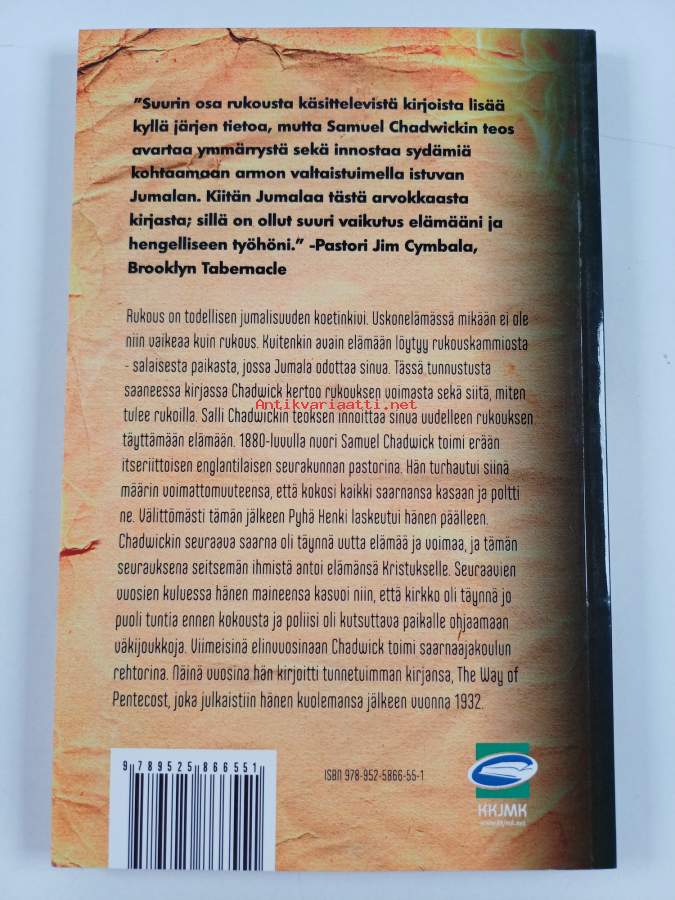 ”Suurin osa rukousta käsittelevistä kirjoista lisää
kyllä järjen tietoa, mutta Samuel Chadwickin teos
avartaa ymmärrystä sekä innostaa sydämiä
kohtaamaan armon valtaistuimella istuvan
Jumalan. Kiitän Jumalaa tästä arvokkaasta
kirjasta; sillä on ollut suuri vaikutus elämääni ja
hengelliseen työhöni.” -Pastori Jim Cymbala,
Brooklyn Tabernacle
Rukous on todellisen jumalisuuden koetinkivi. Uskonelämässä mikään ei ole
niin vaikeaa kuin rukous. Kuitenkin avain elämään löytyy rukouskammiosta
- salaisesta paikasta, jossa Jumala odottaa sinua. Tässä tunnustusta
saaneessa kirjassa Chadwick kertoo rukouksen voimasta sekä siitä, miten
tulee rukoilla. Salli Chadwickin teoksen innoittaa sinua uudelleen rukouksen
Antikvariaatti.net
täyttämään elämään. 1880-luvulla nuori Samuel Chadwick toimi erään
itseriittoisen englantilaisen seurakunnan pastorina. Hän turhautui siinä
määrin voimattomuuteensa, että kokosi kaikki saarnansa kasaan ja poltti
ne. Välittömästi tämän jälkeen Pyhä Henki laskeutui hänen päälleen.
Chadwickin seuraava saarna oli täynnä uutta elämää ja voimaa, ja tämän
seurauksena seitsemän ihmistä antoi elämänsä Kristukselle. Seuraavien
vuosien kuluessa hänen maineensa kasvoi niin, että kirkko oli täynnä jo
puoli tuntia ennen kokousta ja poliisi oli kutsuttava paikalle ohjaamaan
väkijoukkoja. Viimeisinä elinvuosinaan Chadwick toimi saarnaajakoulun
rehtorina. Näinä vuosina hän kirjoitti tunnetuimman kirjansa, The Way of
Pentecost, joka julkaistiin hänen kuolemansa jälkeen vuonna 1932.
9 789525 866551
ISBN 978-952-5866-55-1
KKJMK
www.kkjmk.net